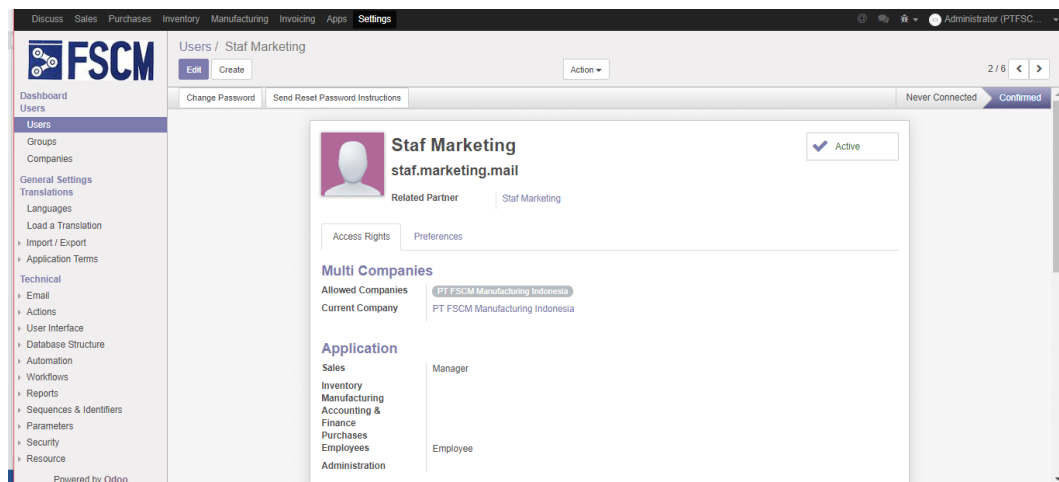 Discuss Sales Purchases Inventory Manufacturing Invoicing Apps Settings @ Administrator (PTFSC...
FSCM
Users / Staf Marketing
Edit Create Action 2 / 6
Dashboard
Users
Users
Groups
Companies
General Settings
Translations
Languages
Load a Translation
Import / Export
Application Terms
Technical
Email
Actions
User Interface
Database Structure
Automation
Workflows
Reports
Sequences & Identifiers
Parameters
Security
Resource
Powered by Odoo
Change Password Send Reset Password Instructions Never Connected Confirmed
Staf Marketing
Active
staf.marketing.mail
Related Partner Staf Marketing
Access Rights Preferences
Multi Companies
Allowed Companies PT FSCM Manufacturing Indonesia
Current Company PT FSCM Manufacturing Indonesia
Application
Sales Manager
Inventory
Manufacturing
Accounting &
Finance
Purchases
Employees Employee
Administration